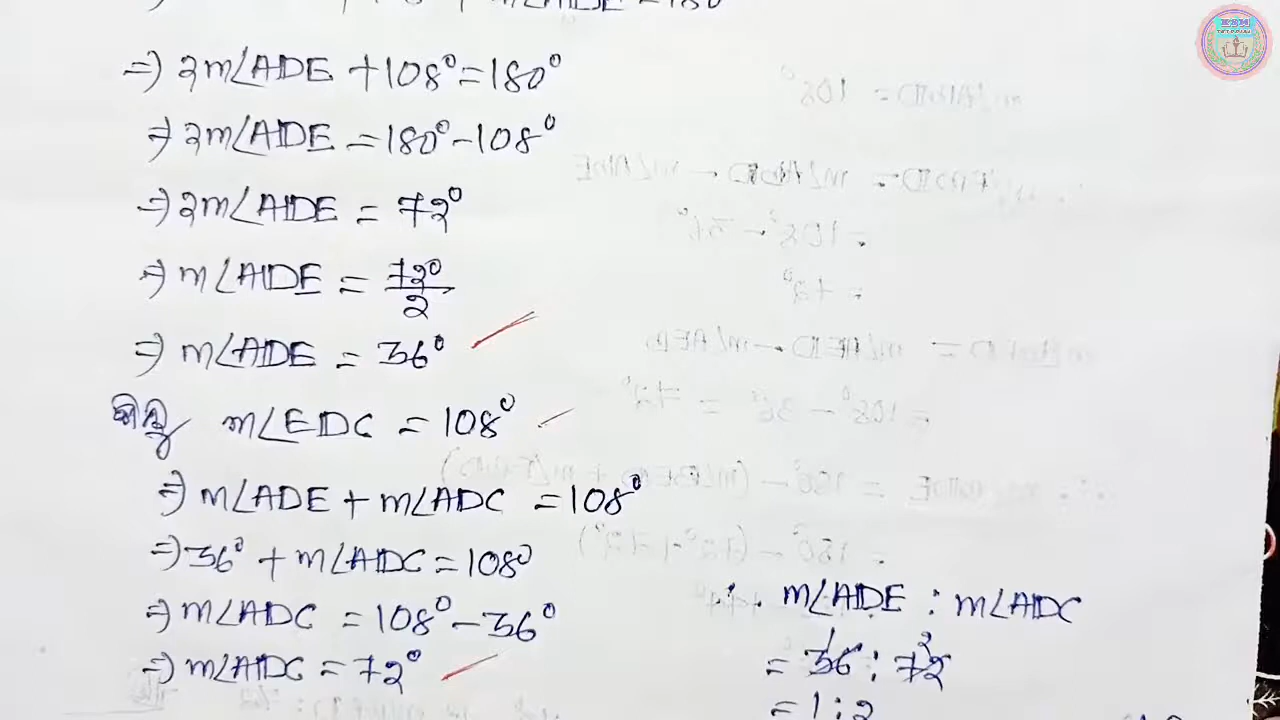 ⇒ 2m∠ADE + 108° = 180°
⇒ 2m∠ADE = 180° - 108°
⇒ 2m∠ADE = 72°
⇒ m∠ADE = 72°/2
⇒ m∠ADE = 36°
କିନ୍ତୁ m∠EDC = 108°
⇒ m∠ADE + m∠ADC = 108°
⇒ 36° + m∠ADC = 108°
⇒ m∠ADC = 108° - 36°
⇒ m∠ADC = 72°
∴ m∠ADE : m∠ADC
= 36 : 72
= 1 : 2